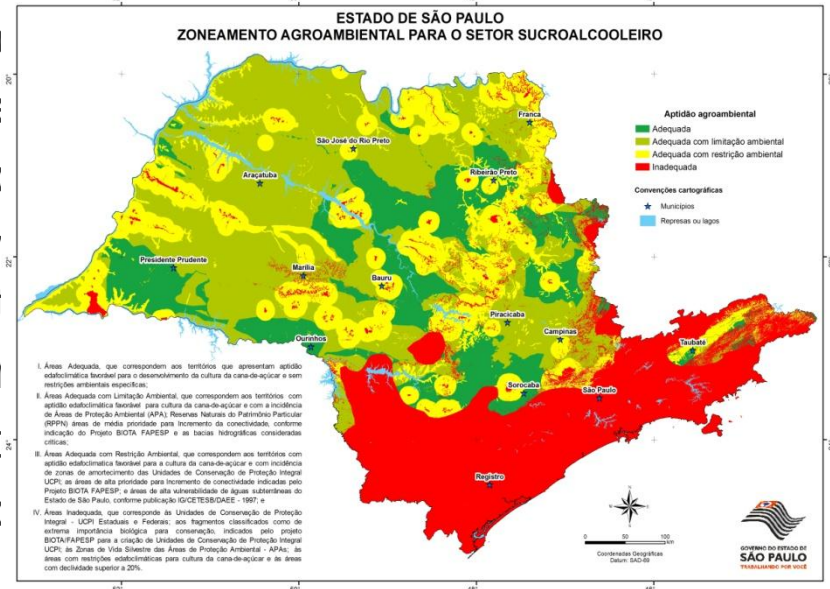 ESTADO DE SÃO PAULO
ZONEAMENTO AGROAMBIENTAL PARA O SETOR SUCROALCOOLEIRO
20°
22°
24°
Franca
São José do Rio Preto
Ribeirão Preto
Araçatuba
Presidente Prudente
Marília
Bauru
Piracicaba
Campinas
Ourinhos
Taubaté
Sorocaba
São Paulo
Registro
Aptidão agroambiental
Adequada
Adequada com limitação ambiental
Adequada com restrição ambiental
Inadequada
Convenções cartográficas
Municípios
Represas ou lagos
I. Áreas Adequada, que correspondem aos territórios que apresentam aptidão
edafoclimática favorável para o desenvolvimento da cultura da cana-de-açúcar e sem
restrições ambientais específicas;
II. Áreas Adequada com Limitação Ambiental, que correspondem aos territórios com
aptidão edafoclimática favorável para cultura da cana-de-açúcar e com a incidência
de Áreas de Proteção Ambiental (APA); Reservas Naturais do Patrimônio Particular
(RPPN) áreas de média prioridade para incremento da conectividade, conforme
indicação do Projeto BIOTA FAPESP e as bacias hidrográficas consideradas
críticas;
III. Áreas Adequada com Restrição Ambiental, que correspondem aos territórios com
aptidão edafoclimática favorável para a cultura da cana-de-açúcar e com incidência
de zonas de amortecimento das Unidades de Conservação de Proteção Integral
UCPI; as áreas de alta prioridade para Incremento de conectividade indicadas pelo
Projeto BIOTA FAPESP; e áreas de alta vulnerabilidade de águas subterrâneas do
Estado de São Paulo, conforme publicação IG/CETESB/DAEE - 1997; e
IV. Áreas Inadequada, que corresponde às Unidades de Conservação de Proteção
Integral - UCPI Estaduais e Federais; aos fragmentos classificados como de
extrema importância biológica para conservação, indicados pelo projeto
BIOTA/FAPESP para a criação de Unidades de Conservação de Proteção Integral
UCPI; às Zonas de Vida Silvestre das Áreas de Proteção Ambiental - APAs; às
áreas com restrições edafoclimáticas para cultura da cana-de-açúcar e às áreas
com declividade superior a 20%.
N
W E
S
0 50 100
km
Coordenadas Geográficas
Datum: SAD-69
GOVERNO DO ESTADO DE
SÃO PAULO
TRABALHANDO POR VOCÊ